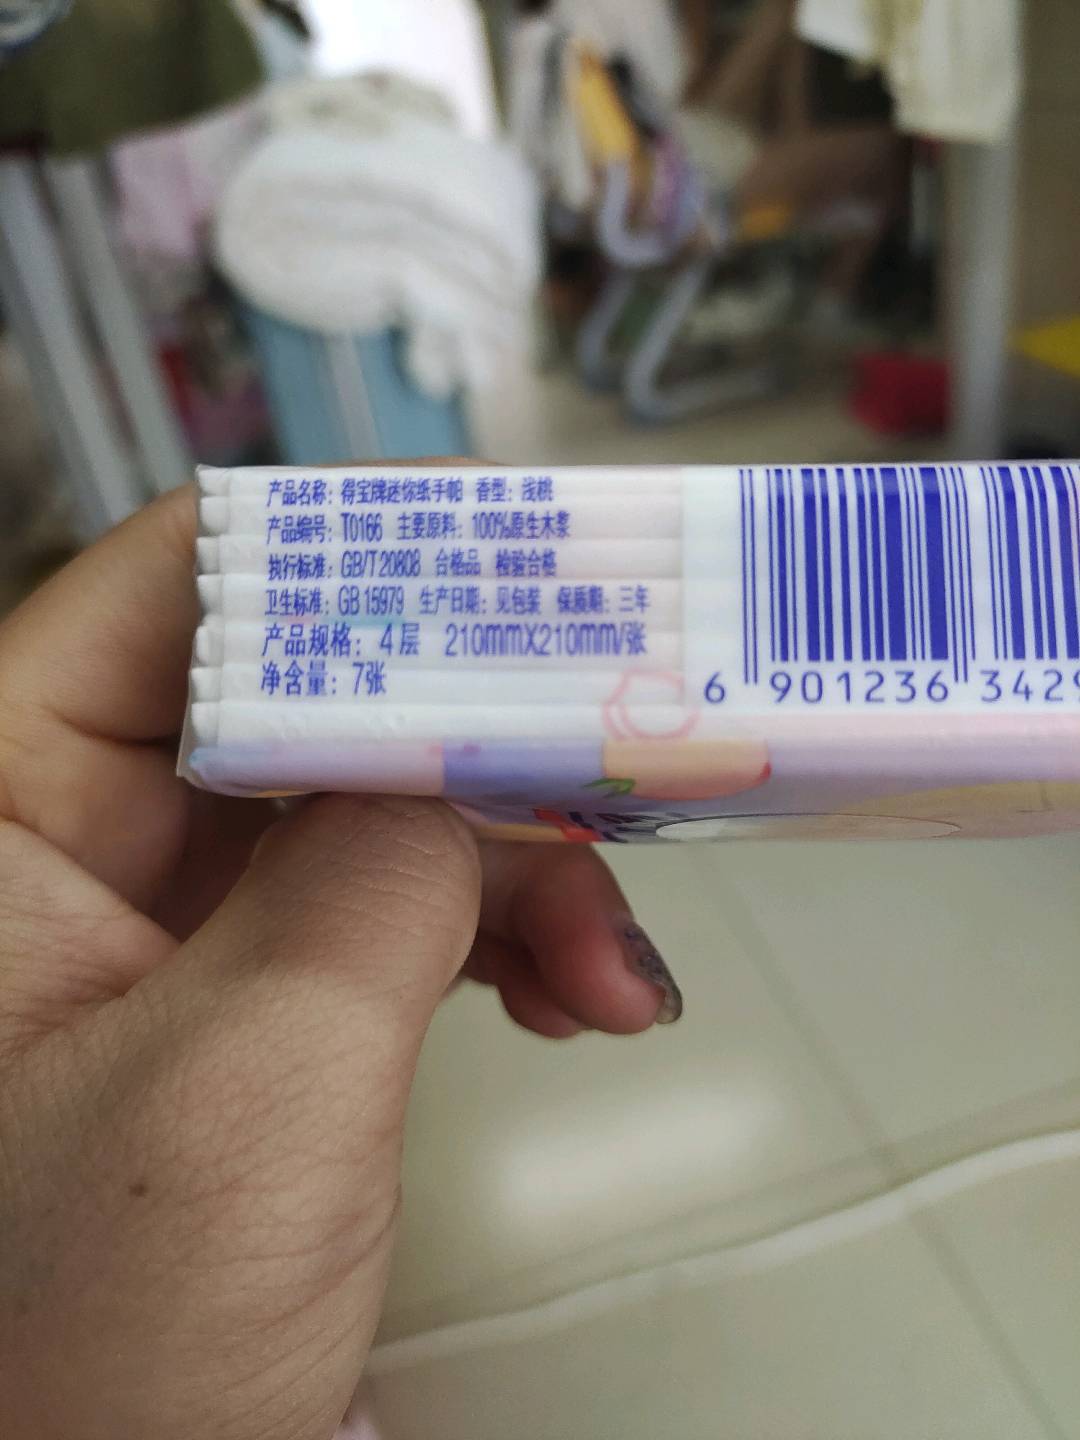 产品名称：得宝牌迷你纸手帕 香型：浅桃
产品编号：T0166 主要原料：100%原生木浆
执行标准：GB/T 20808 合格品 检验合格
卫生标准：GB 15979 生产日期：见包装 保质期：三年
产品规格：4层 210mmX210mm/张
净含量：7张
6 901236 3429